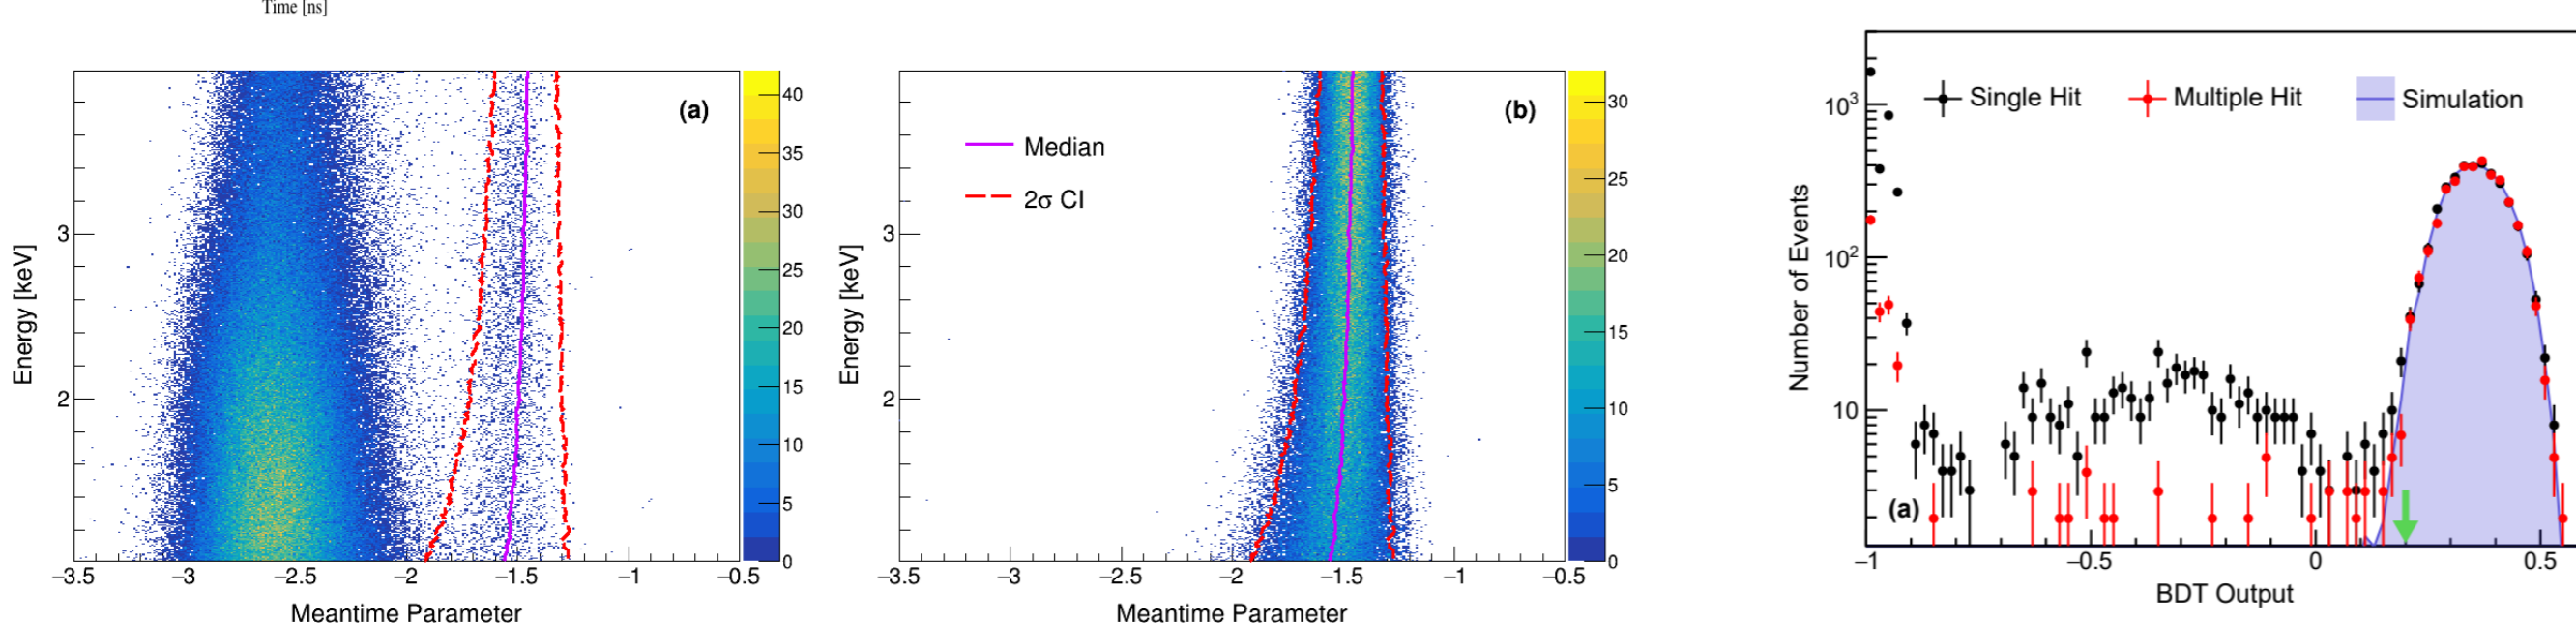 Time [ns]
(a)
40
35
30
25
20
15
10
5
0
3
2
Energy [keV]
−3.5 −3 −2.5 −2 −1.5 −1 −0.5
Meantime Parameter
(b)
Median
2σ CI
30
25
20
15
10
5
0
3
2
Energy [keV]
−3.5 −3 −2.5 −2 −1.5 −1 −0.5
Meantime Parameter
Single Hit Multiple Hit Simulation
10³
10²
10
Number of Events
(a)
−1 −0.5 0 0.5
BDT Output